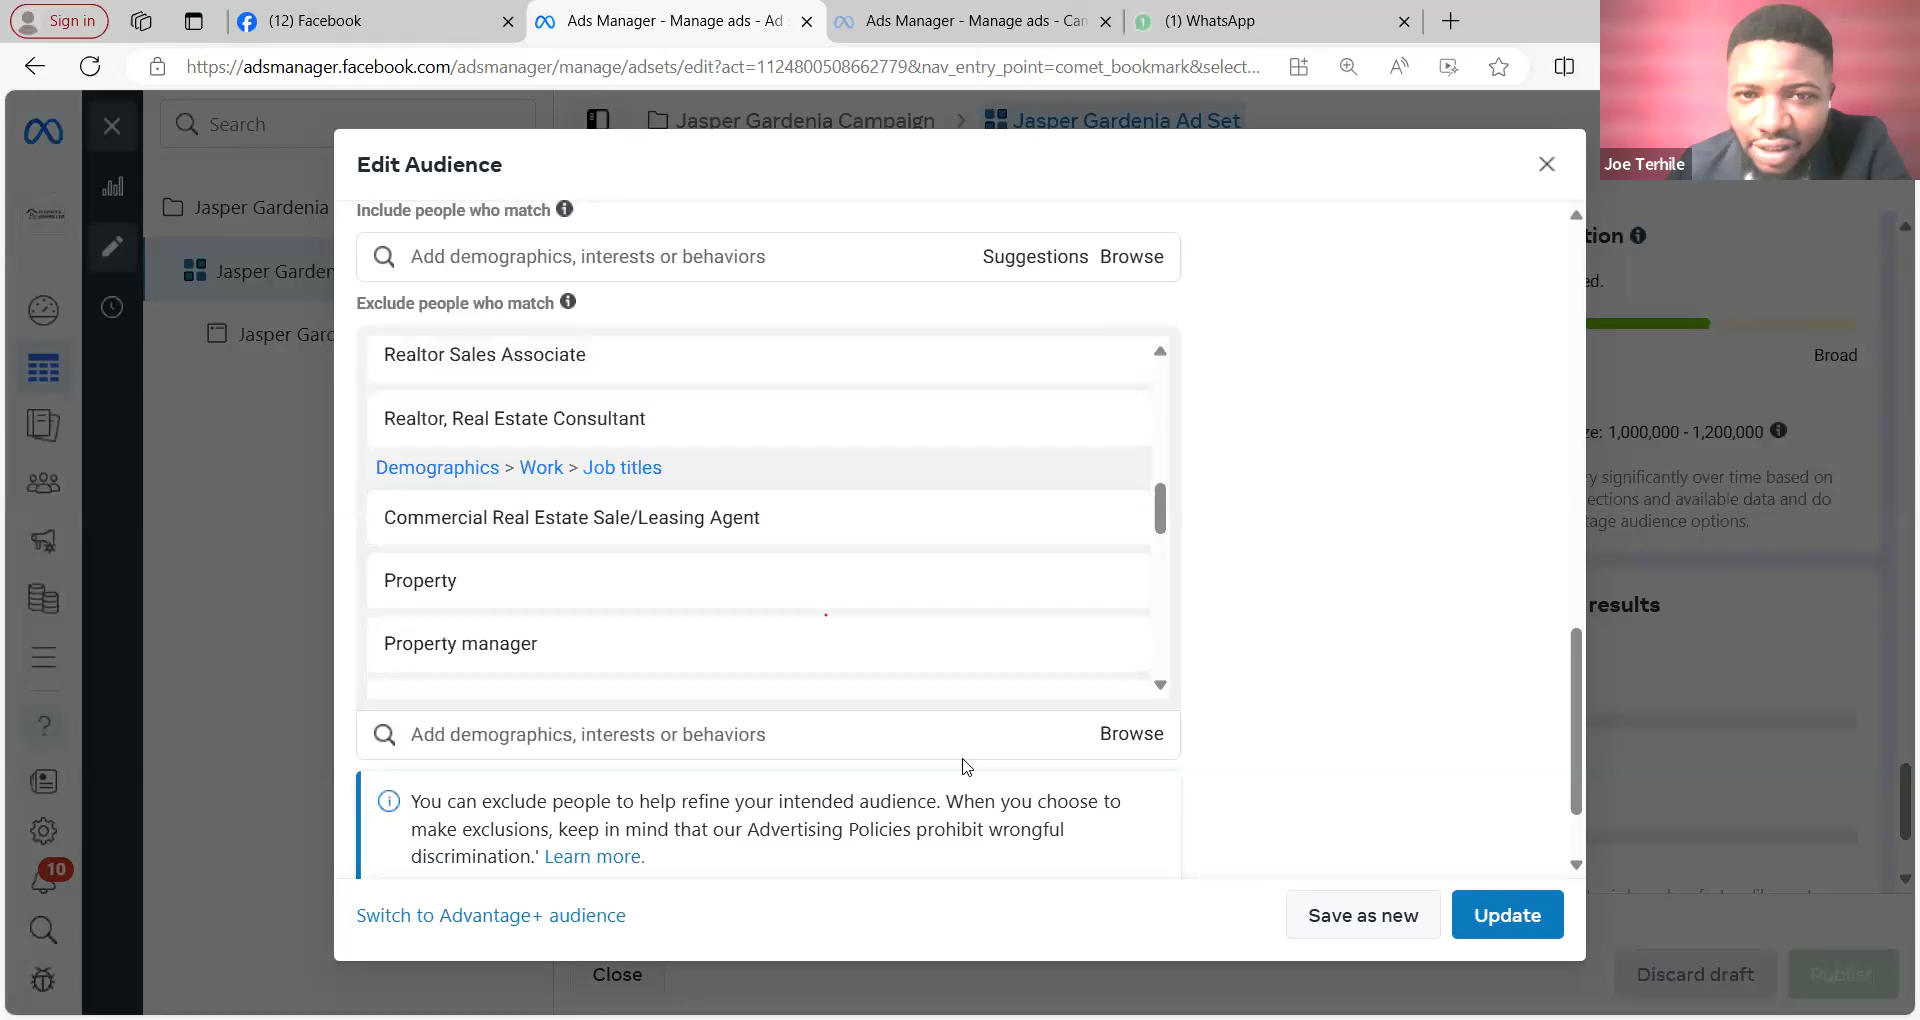 Sign in
(12) Facebook
Ads Manager - Manage ads - Ad
Ads Manager - Manage ads - Can
(1) WhatsApp
https://adsmanager.facebook.com/adsmanager/manage/adsets/edit?act=1124800508662779&nav_entry_point=comet_bookmark&select...
Joe Terhile
Search
Jasper Gardenia Campaign > Jasper Gardenia Ad Set
Jasper Gardenia
Jasper Garden
Jasper Gard
Edit Audience
Include people who match
Add demographics, interests or behaviors
Suggestions Browse
Exclude people who match
Realtor Sales Associate
Realtor, Real Estate Consultant
Demographics > Work > Job titles
Commercial Real Estate Sale/Leasing Agent
Property
Property manager
Add demographics, interests or behaviors
Browse
You can exclude people to help refine your intended audience. When you choose to
make exclusions, keep in mind that our Advertising Policies prohibit wrongful
discrimination.' Learn more.
Switch to Advantage+ audience
Save as new
Update
Close
Discard draft
Publish
tion
ed.
Broad
ze: 1,000,000 - 1,200,000
ry significantly over time based on
ections and available data and do
tage audience options.
results
10